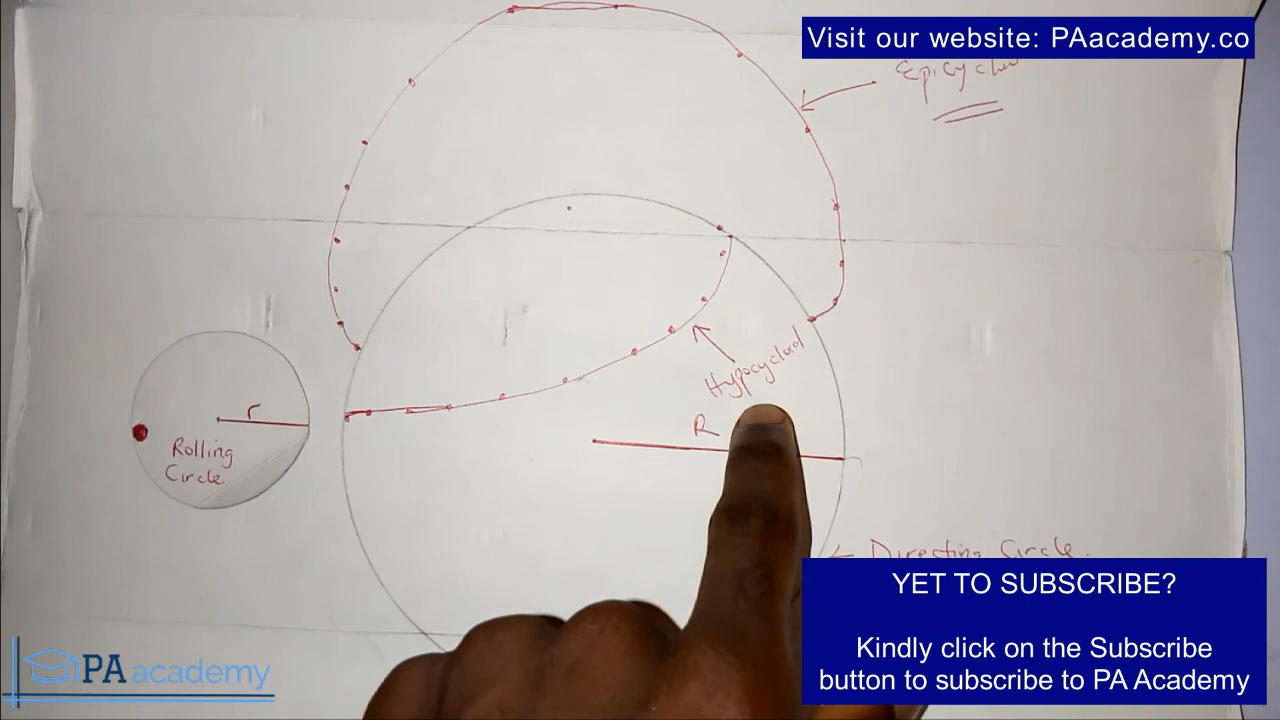 Visit our website: PAacademy.co
Hypocycloid
R
r
Rolling
Circle
Directing Circle.
YET TO SUBSCRIBE?
Kindly click on the Subscribe
button to subscribe to PA Academy
PA academy